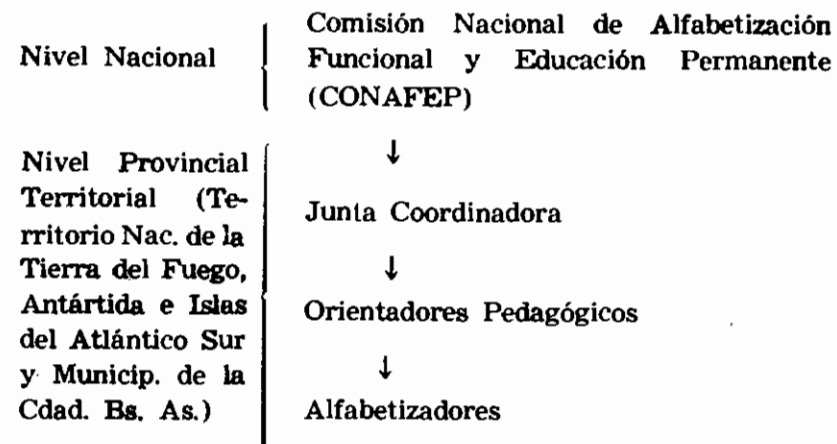 Nivel Nacional
Comisión Nacional de Alfabetización
Funcional y Educación Permanente
(CONAFEP)
↓
Nivel Provincial
Territorial (Te-
rritorio Nac. de la
Tierra del Fuego,
Antártida e Islas
del Atlántico Sur
y Municip. de la
Cdad. Bs. As.)
Junta Coordinadora
↓
Orientadores Pedagógicos
↓
Alfabetizadores